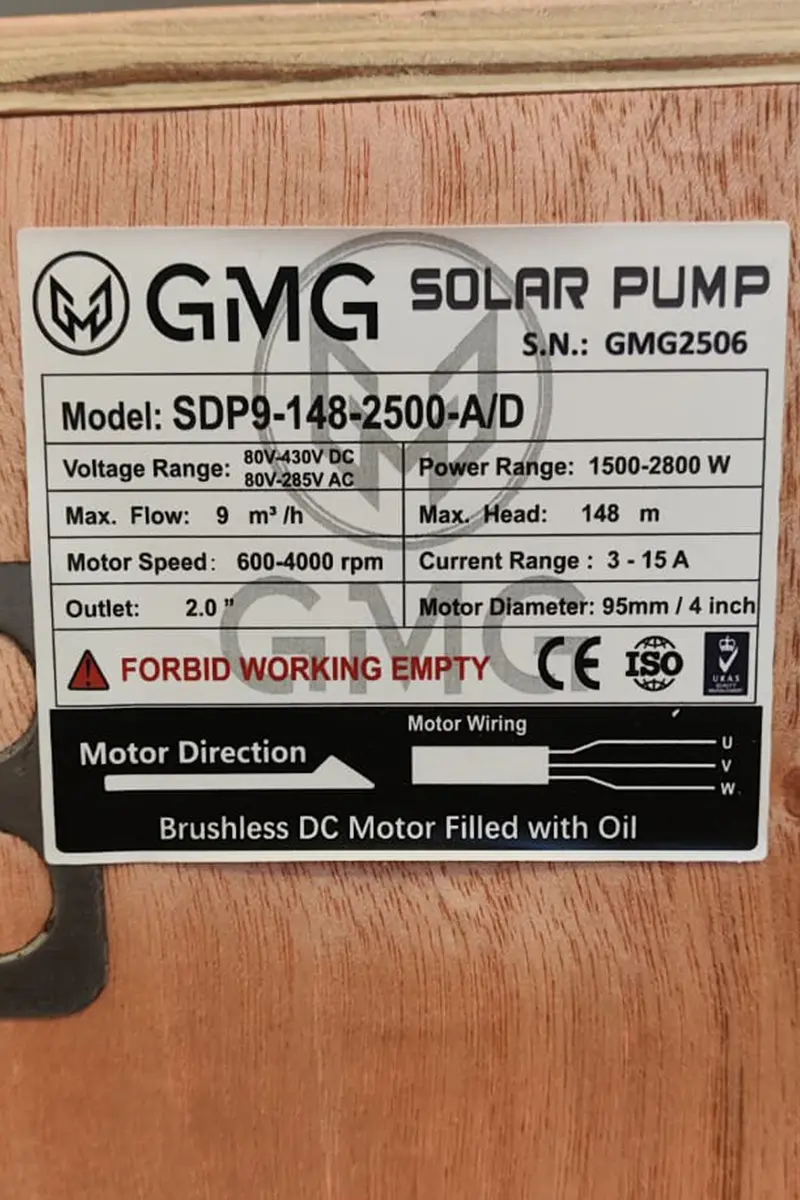 GMG SOLAR PUMP
S.N.: GMG2506
Model: SDP9-148-2500-A/D
Voltage Range: 80V-430V DC
80V-285V AC
Power Range: 1500-2800 W
Max. Flow: 9 m³ /h
Max. Head: 148 m
Motor Speed: 600-4000 rpm
Current Range : 3 - 15 A
Outlet: 2.0 "
Motor Diameter: 95mm / 4 inch
GMG
FORBID WORKING EMPTY
CE ISO UKAS
Motor Direction
Motor Wiring
U
V
W
Brushless DC Motor Filled with Oil